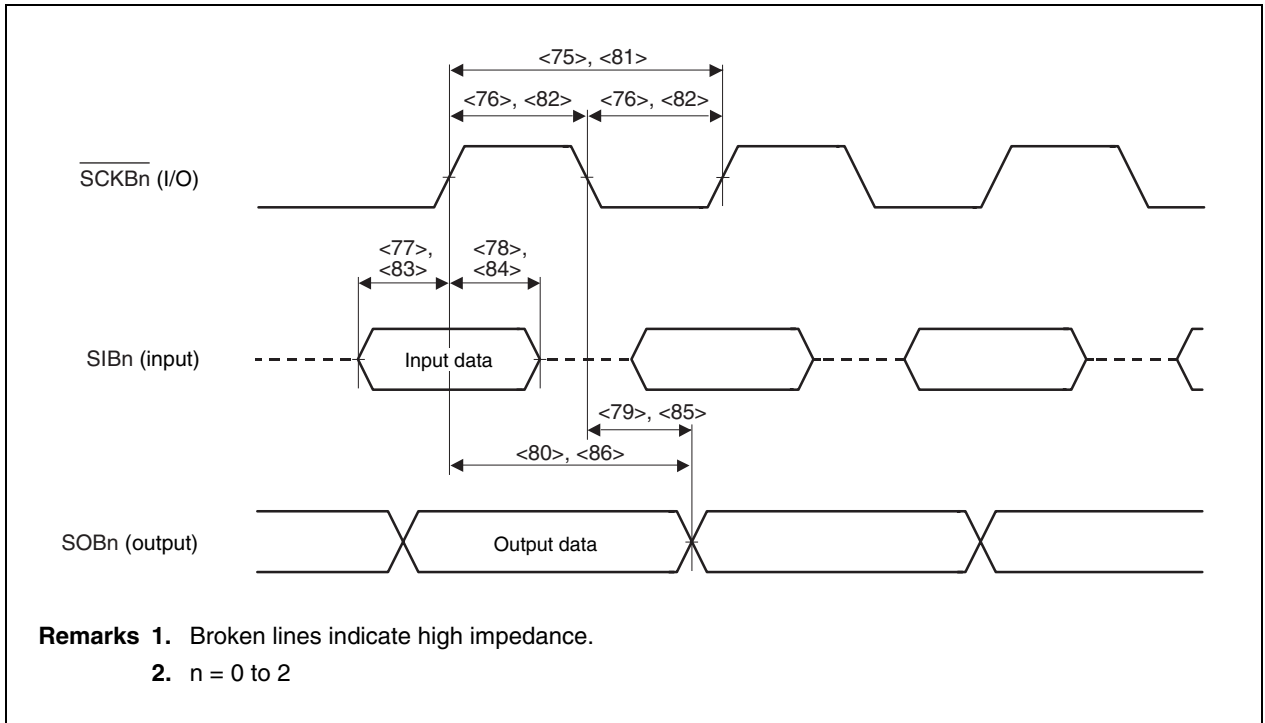 <75>, <81>
<76>, <82> <76>, <82>
SCKBn (I/O)
<77>,
<83>
<78>,
<84>
SIBn (input)
Input data
<79>, <85>
<80>, <86>
SOBn (output)
Output data
Remarks 1. Broken lines indicate high impedance.
2. n = 0 to 2